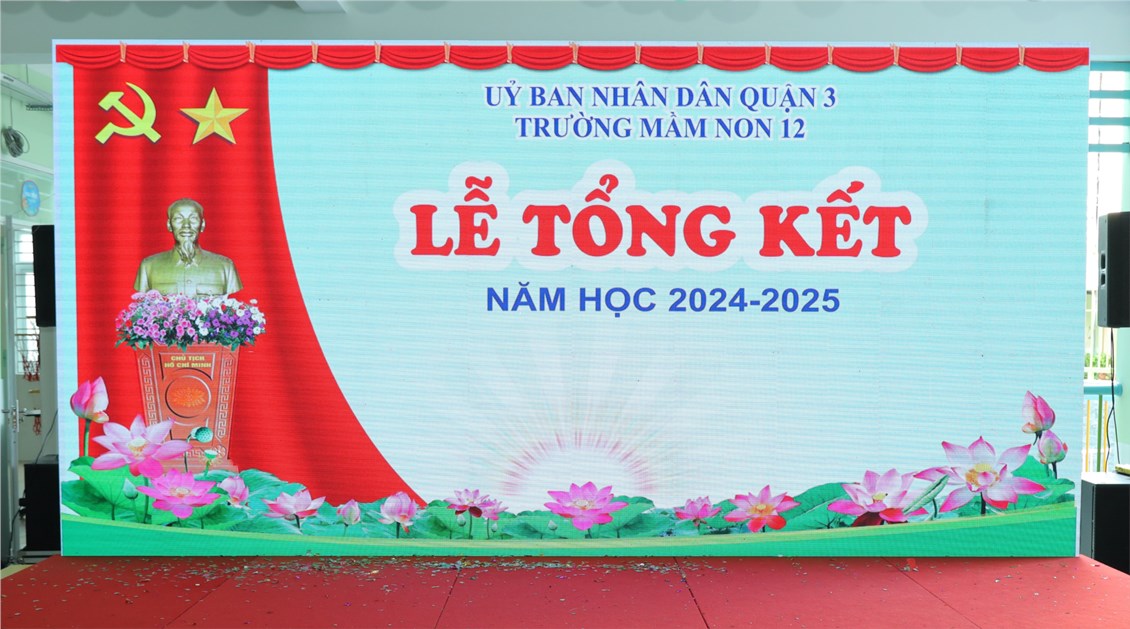 UỶ BAN NHÂN DÂN QUẬN 3
TRƯỜNG MẦM NON 12
LỄ TỔNG KẾT
NĂM HỌC 2024-2025
CHỦ TỊCH
HỒ CHÍ MINH